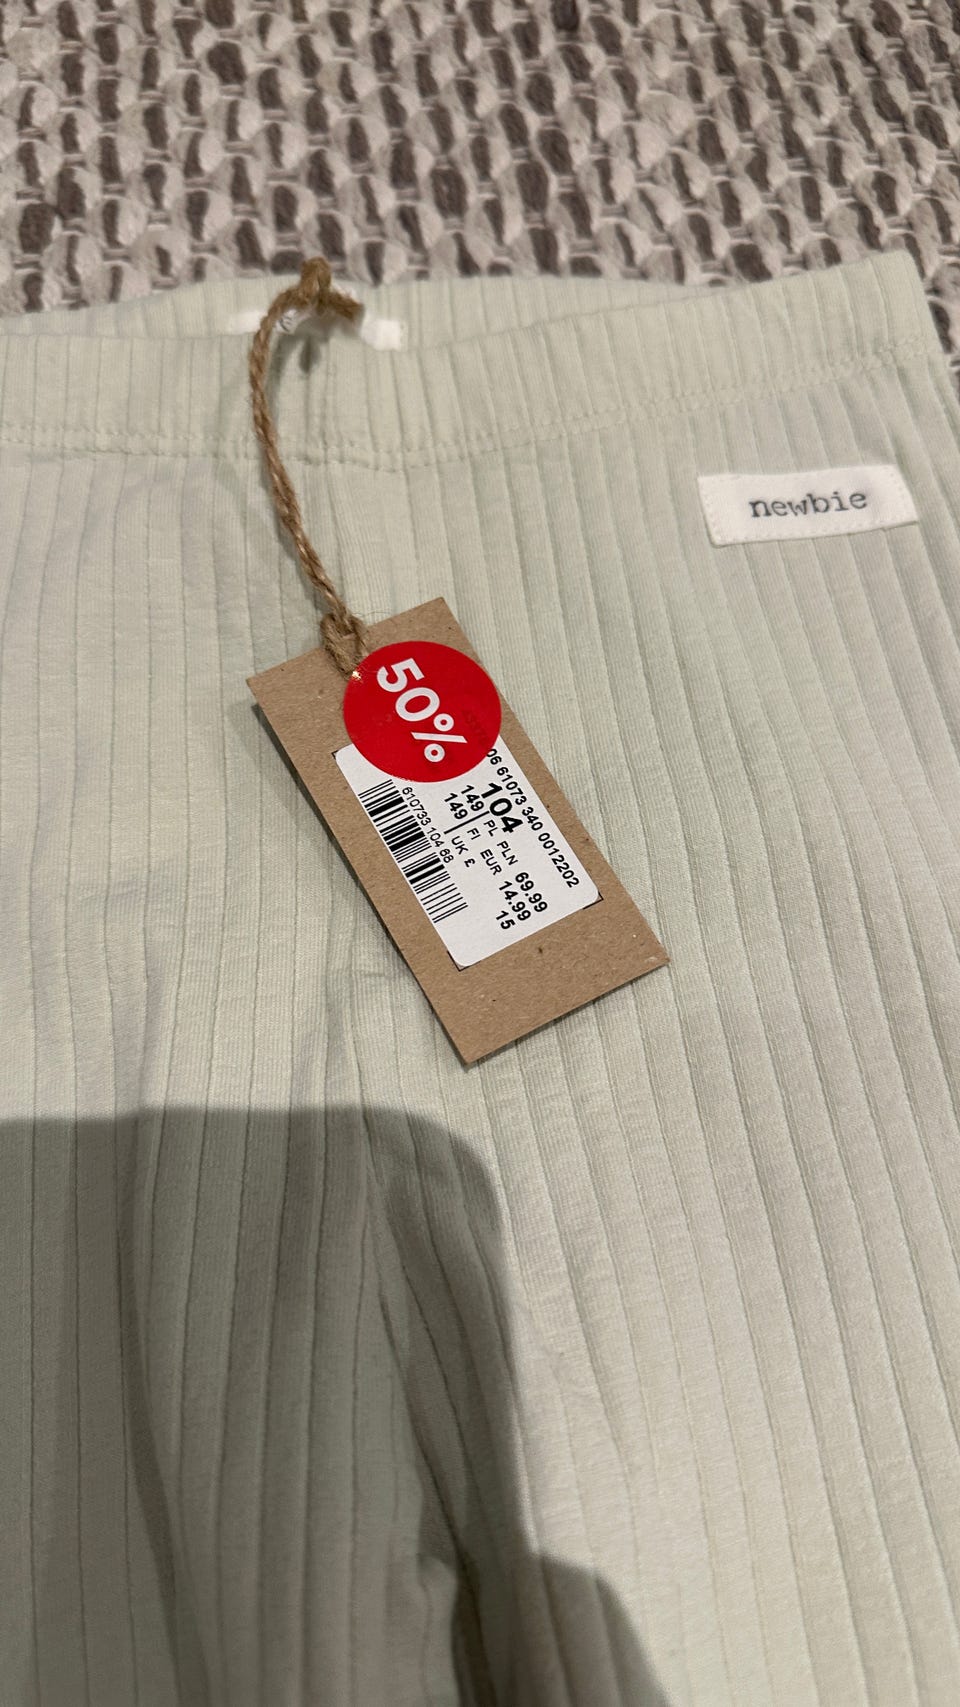 newbie
50%
06 61073 340 0012202
104
149 | PL PLN 69.99
149 | FI EUR 14.99
UK £ 15
610733 104 68